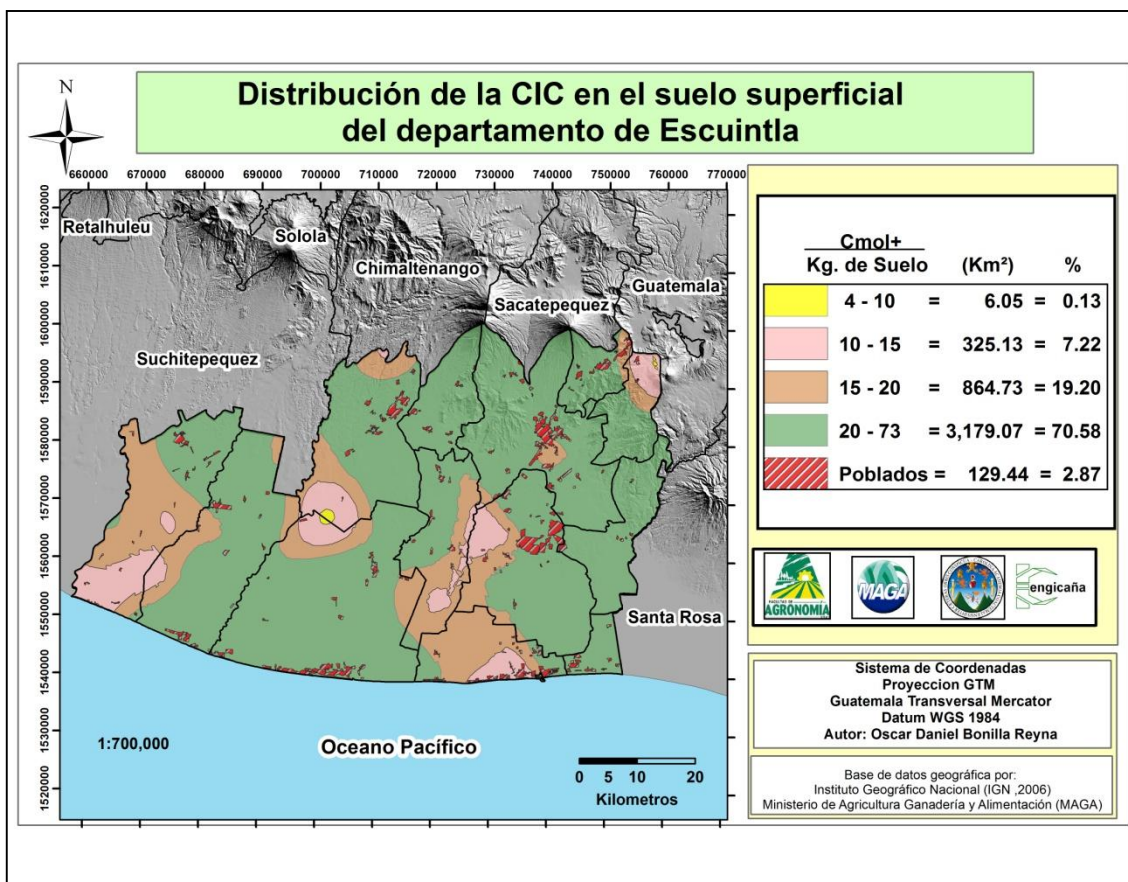 Distribución de la CIC en el suelo superficial
del departamento de Escuintla
N
660000 670000 680000 690000 700000 710000 720000 730000 740000 750000 760000 770000
1620000
1610000
1600000
1590000
1580000
1570000
1560000
1550000
1540000
1530000
1520000
Retalhuleu
Solola
Chimaltenango
Guatemala
Sacatepequez
Suchitepequez
Santa Rosa
1:700,000
Oceano Pacífico
0 5 10 20
Kilometros
Cmol+
Kg. de Suelo (Km²) %
4 - 10 = 6.05 = 0.13
10 - 15 = 325.13 = 7.22
15 - 20 = 864.73 = 19.20
20 - 73 = 3,179.07 = 70.58
Poblados = 129.44 = 2.87
FACULTAD DE
AGRONOMIA
MAGA
engicaña
Sistema de Coordenadas
Proyeccion GTM
Guatemala Transversal Mercator
Datum WGS 1984
Autor: Oscar Daniel Bonilla Reyna
Base de datos geográfica por:
Instituto Geográfico Nacional (IGN ,2006)
Ministerio de Agricultura Ganadería y Alimentación (MAGA)